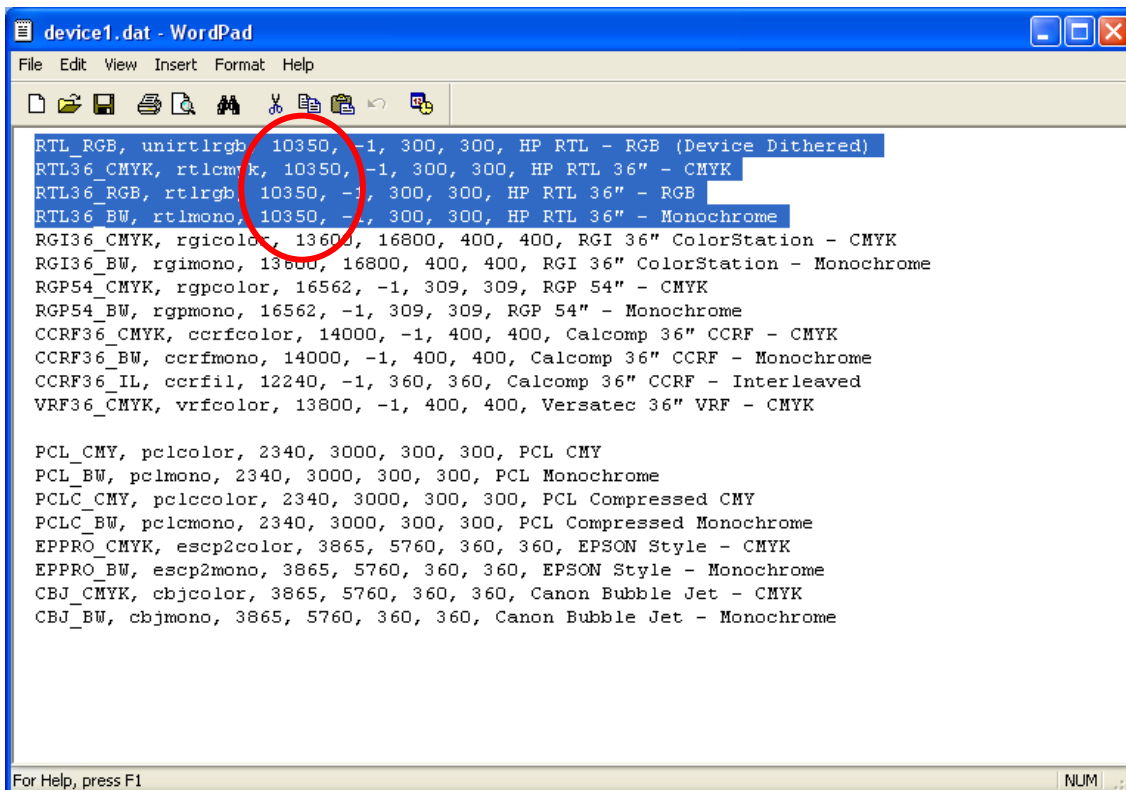 device1.dat - WordPad
File Edit View Insert Format Help
RTL_RGB, unirtlrgb, 10350, -1, 300, 300, HP RTL - RGB (Device Dithered)
RTL36_CMYK, rtlcmyk, 10350, -1, 300, 300, HP RTL 36" - CMYK
RTL36_RGB, rtlrgb, 10350, -1, 300, 300, HP RTL 36" - RGB
RTL36_BW, rtlmono, 10350, -1, 300, 300, HP RTL 36" - Monochrome
RGI36_CMYK, rgicolor, 13600, 16800, 400, 400, RGI 36" ColorStation - CMYK
RGI36_BW, rgimono, 13600, 16800, 400, 400, RGI 36" ColorStation - Monochrome
RGP54_CMYK, rgpcolor, 16562, -1, 309, 309, RGP 54" - CMYK
RGP54_BW, rgpmono, 16562, -1, 309, 309, RGP 54" - Monochrome
CCRF36_CMYK, ccrfcolor, 14000, -1, 400, 400, Calcomp 36" CCRF - CMYK
CCRF36_BW, ccrfmono, 14000, -1, 400, 400, Calcomp 36" CCRF - Monochrome
CCRF36_IL, ccrfil, 12240, -1, 360, 360, Calcomp 36" CCRF - Interleaved
VRF36_CMYK, vrfcolor, 13800, -1, 400, 400, Versatec 36" VRF - CMYK
PCL_CMY, pclcolor, 2340, 3000, 300, 300, PCL CMY
PCL_BW, pclmono, 2340, 3000, 300, 300, PCL Monochrome
PCLC_CMY, pclccolor, 2340, 3000, 300, 300, PCL Compressed CMY
PCLC_BW, pclcmono, 2340, 3000, 300, 300, PCL Compressed Monochrome
EPPRO_CMYK, escp2color, 3865, 5760, 360, 360, EPSON Style - CMYK
EPPRO_BW, escp2mono, 3865, 5760, 360, 360, EPSON Style - Monochrome
CBJ_CMYK, cbjcolor, 3865, 5760, 360, 360, Canon Bubble Jet - CMYK
CBJ_BW, cbjmono, 3865, 5760, 360, 360, Canon Bubble Jet - Monochrome
For Help, press F1 NUM